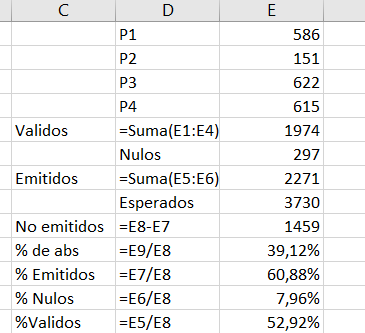 C D E
P1 586
P2 151
P3 622
P4 615
Validos =Suma(E1:E4) 1974
Nulos 297
Emitidos =Suma(E5:E6) 2271
Esperados 3730
No emitidos =E8-E7 1459
% de abs =E9/E8 39,12%
% Emitidos =E7/E8 60,88%
% Nulos =E6/E8 7,96%
%Validos =E5/E8 52,92%